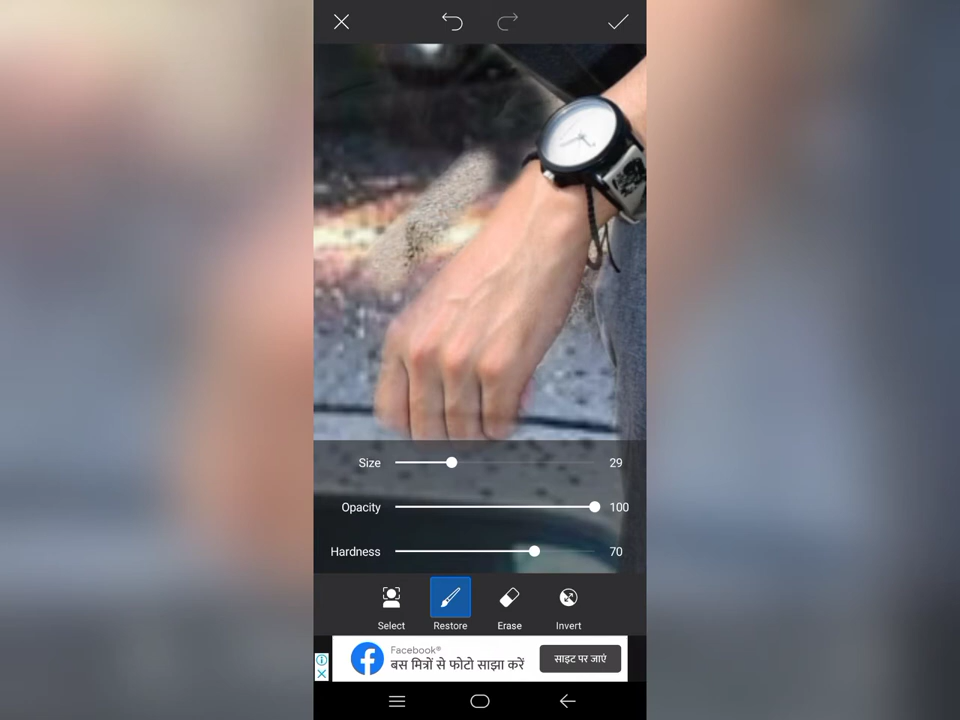 Size 29
Opacity 100
Hardness 70
Select Restore Erase Invert
Facebook®
बस मित्रों से फोटो साझा करें
साइट पर जाएं